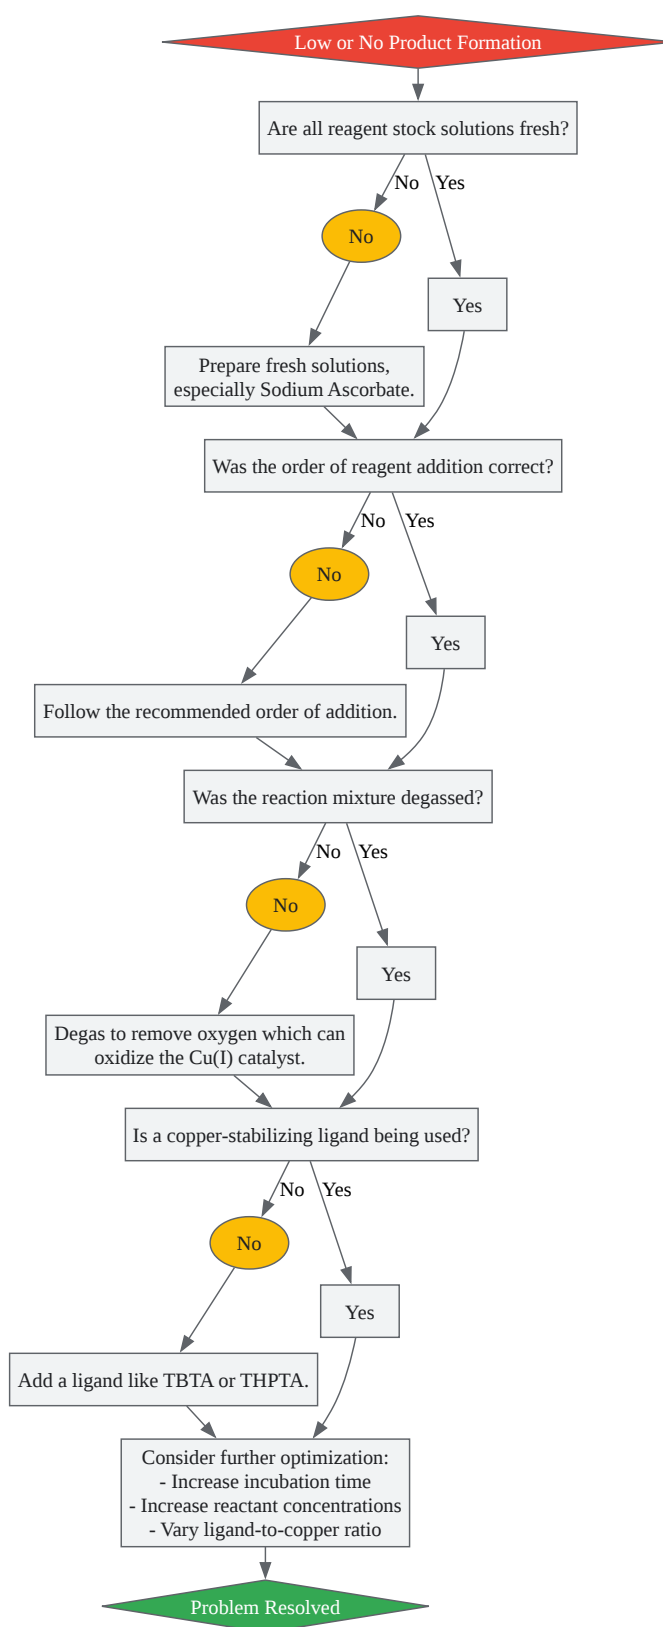 Low or No Product Formation
Are all reagent stock solutions fresh?
No
Yes
No
Yes
Prepare fresh solutions,
especially Sodium Ascorbate.
Was the order of reagent addition correct?
No
Yes
No
Yes
Follow the recommended order of addition.
Was the reaction mixture degassed?
No
Yes
No
Yes
Degas to remove oxygen which can
oxidize the Cu(I) catalyst.
Is a copper-stabilizing ligand being used?
No
Yes
No
Yes
Add a ligand like TBTA or THPTA.
Consider further optimization:
- Increase incubation time
- Increase reactant concentrations
- Vary ligand-to-copper ratio
Problem Resolved